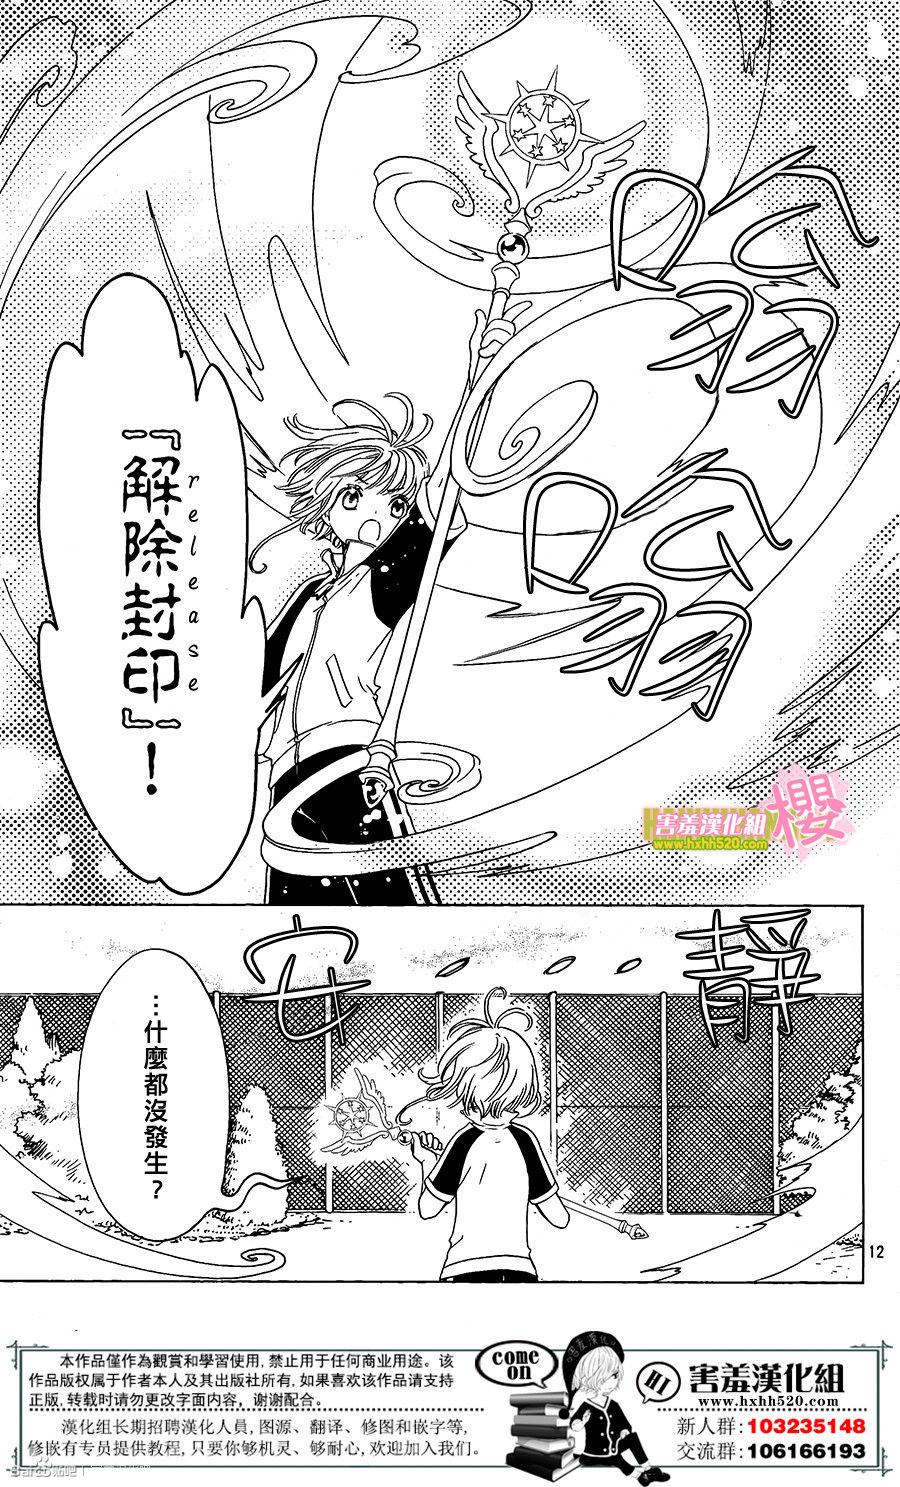 嗡
嗡
『解除封印』！
release
櫻
害羞漢化組
www.hxhh520.com
安
靜
…什麼都沒發生？
12
本作品僅作為觀賞和學習使用，禁止用于任何商业用途。该
作品版权属于作者本人及其出版社所有，如果喜欢该作品请支持
正版，转载时请勿更改字面内容，谢谢配合。
漢化组长期招聘漢化人員，图源、翻译、修图和嵌字等，
修嵌有专员提供教程，只要你够机灵、够耐心，欢迎加入我们。
come
on
HI
害羞漢化組
www.hxhh520.com
新人群：103235148
交流群：106166193